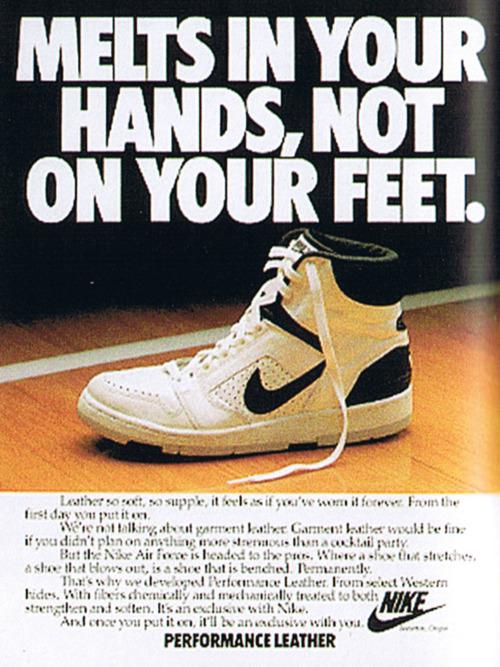 MELTS IN YOUR
HANDS, NOT
ON YOUR FEET.
Leather so soft, so supple, it feels as if you've worn it forever. From the
first day you put it on.
We're not talking about garment leather. Garment leather would be fine
if you didn't plan on anything more strenuous than a cocktail party.
But the Nike Air Force is headed to the pros. Where a shoe that stretches,
a shoe that blows out, is a shoe that is benched. Permanently.
That's why we developed Performance Leather. From select Western
hides. With fibers chemically and mechanically treated to both
strengthen and soften. It's an exclusive with Nike.
And once you put it on, it'll be an exclusive with you.
NIKE
Beaverton, Oregon
PERFORMANCE LEATHER